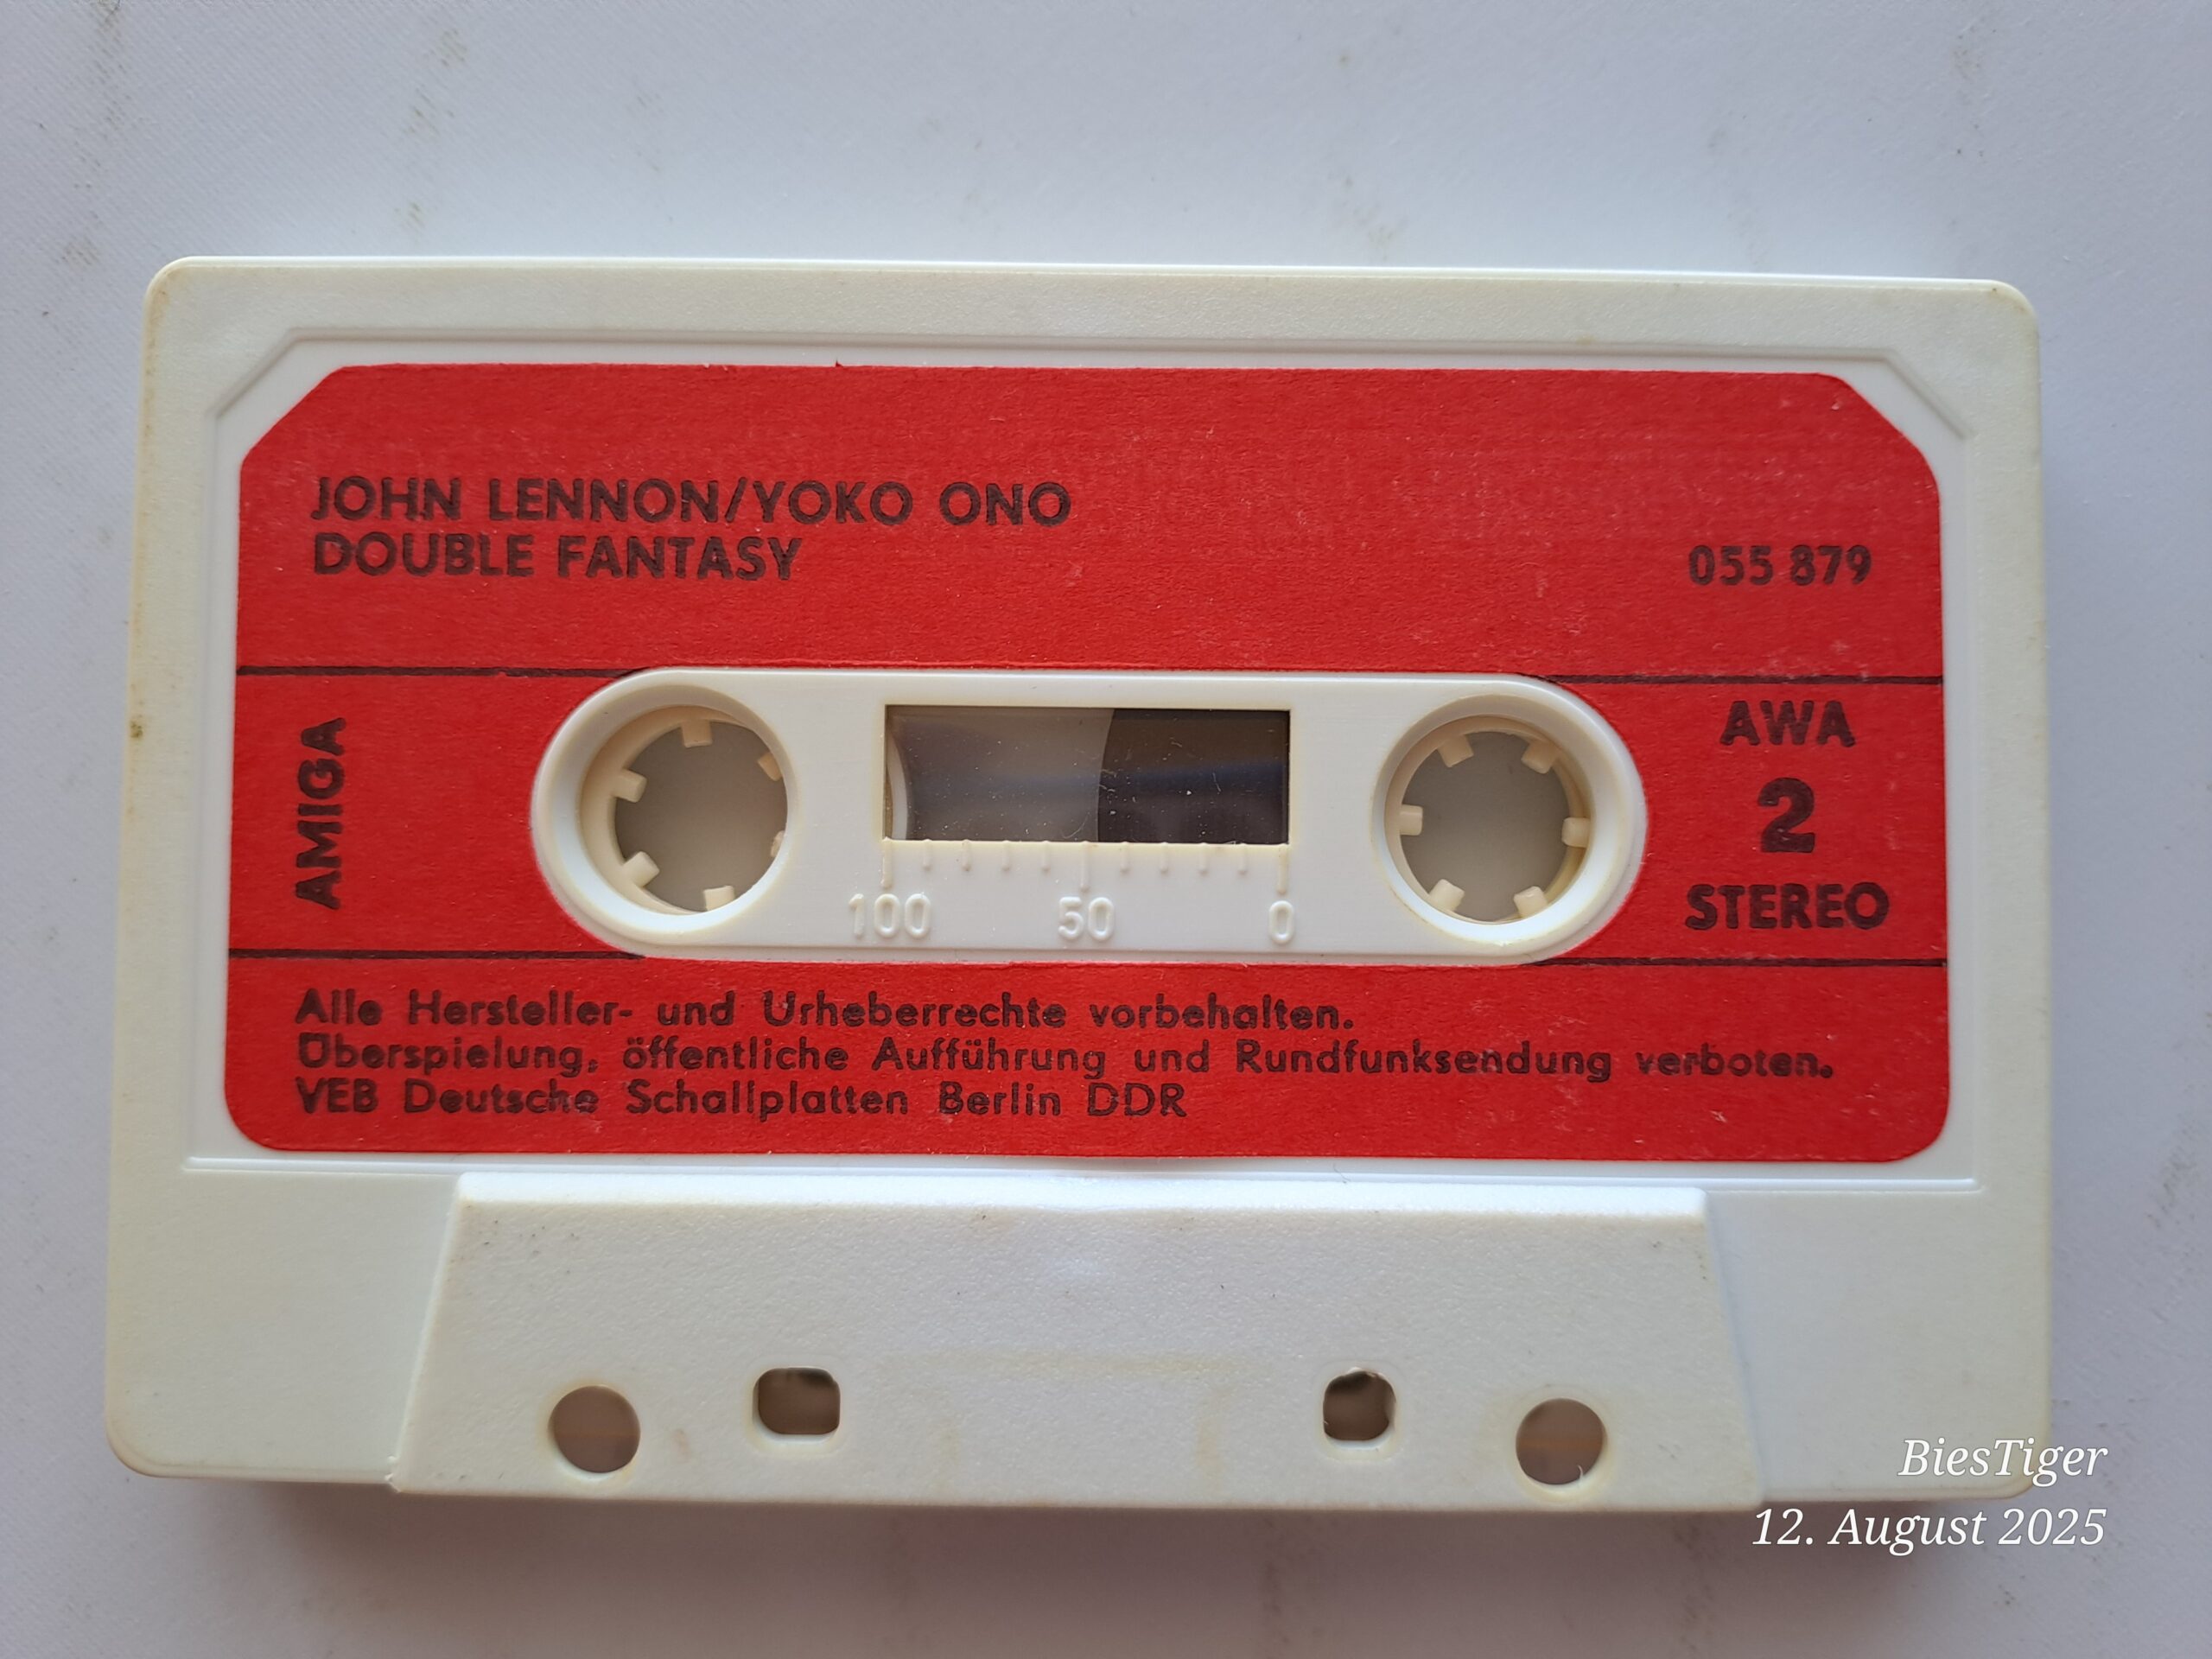 JOHN LENNON/YOKO ONO
DOUBLE FANTASY
055 879
AMIGA
AWA
2
STEREO
100 50 0
Alle Hersteller- und Urheberrechte vorbehalten.
Überspielung, öffentliche Aufführung und Rundfunksendung verboten.
VEB Deutsche Schallplatten Berlin DDR
BiesTiger
12. August 2025